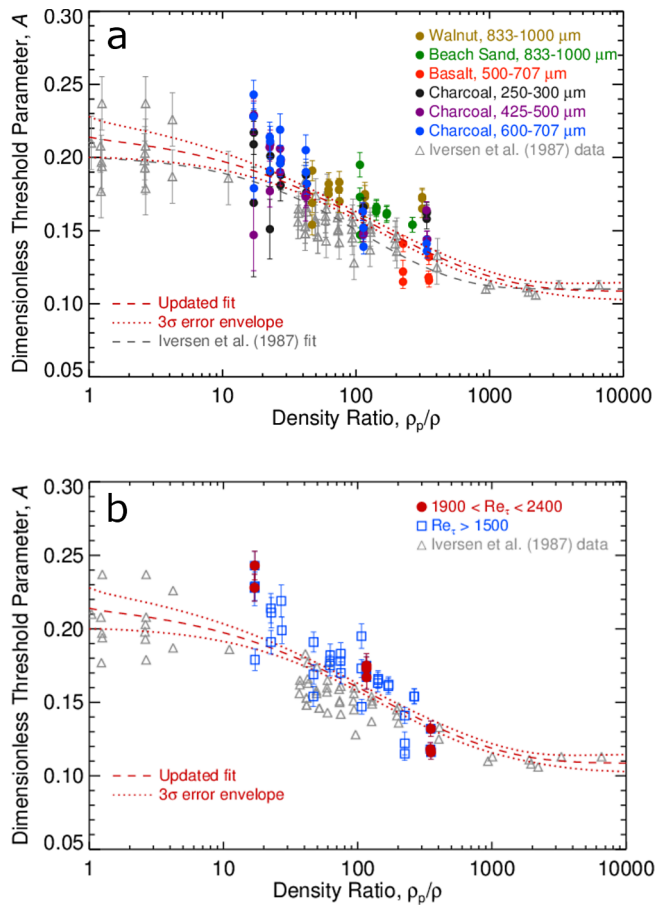 a
Dimensionless Threshold Parameter, A
0.30
0.25
0.20
0.15
0.10
0.05
Walnut, 833-1000 μm
Beach Sand, 833-1000 μm
Basalt, 500-707 μm
Charcoal, 250-300 μm
Charcoal, 425-500 μm
Charcoal, 600-707 μm
Iversen et al. (1987) data
Updated fit
3σ error envelope
Iversen et al. (1987) fit
1 10 100 1000 10000
Density Ratio, ρp/ρ
b
Dimensionless Threshold Parameter, A
0.30
0.25
0.20
0.15
0.10
0.05
1900 < Reτ < 2400
Reτ > 1500
Iversen et al. (1987) data
Updated fit
3σ error envelope
1 10 100 1000 10000
Density Ratio, ρp/ρ